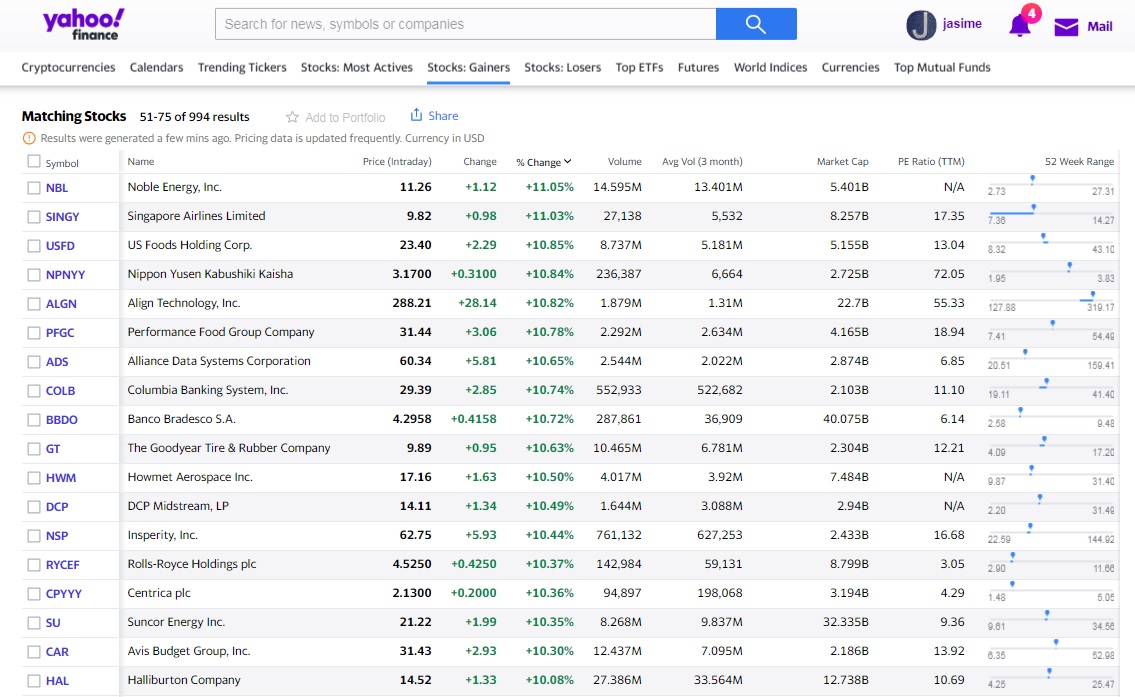 yahoo!
finance
Search for news, symbols or companies
J
jasime
4
Mail
Cryptocurrencies Calendars Trending Tickers Stocks: Most Actives Stocks: Gainers Stocks: Losers Top ETFs Futures World Indices Currencies Top Mutual Funds
Matching Stocks 51-75 of 994 results Add to Portfolio Share
Results were generated a few mins ago. Pricing data is updated frequently. Currency in USD
Symbol Name Price (Intraday) Change % Change Volume Avg Vol (3 month) Market Cap PE Ratio (TTM) 52 Week Range
NBL Noble Energy, Inc. 11.26 +1.12 +11.05% 14.595M 13.401M 5.401B N/A 2.73 27.31
SINGY Singapore Airlines Limited 9.82 +0.98 +11.03% 27,138 5,532 8.257B 17.35 7.36 14.27
USFD US Foods Holding Corp. 23.40 +2.29 +10.85% 8.737M 5.181M 5.155B 13.04 8.32 43.10
NPNYY Nippon Yusen Kabushiki Kaisha 3.1700 +0.3100 +10.84% 236,387 6,664 2.725B 72.05 1.95 3.83
ALGN Align Technology, Inc. 288.21 +28.14 +10.82% 1.879M 1.31M 22.7B 55.33 127.88 319.17
PFGC Performance Food Group Company 31.44 +3.06 +10.78% 2.292M 2.634M 4.165B 18.94 7.41 54.49
ADS Alliance Data Systems Corporation 60.34 +5.81 +10.65% 2.544M 2.022M 2.874B 6.85 20.51 159.41
COLB Columbia Banking System, Inc. 29.39 +2.85 +10.74% 552,933 522,682 2.103B 11.10 19.11 41.40
BBDO Banco Bradesco S.A. 4.2958 +0.4158 +10.72% 287,861 36,909 40.075B 6.14 2.58 9.48
GT The Goodyear Tire & Rubber Company 9.89 +0.95 +10.63% 10.465M 6.781M 2.304B 12.21 4.09 17.20
HWM Howmet Aerospace Inc. 17.16 +1.63 +10.50% 4.017M 3.92M 7.484B N/A 9.87 31.40
DCP DCP Midstream, LP 14.11 +1.34 +10.49% 1.644M 3.088M 2.94B N/A 2.20 31.49
NSP Insperity, Inc. 62.75 +5.93 +10.44% 761,132 627,253 2.433B 16.68 22.59 144.92
RYCEF Rolls-Royce Holdings plc 4.5250 +0.4250 +10.37% 142,984 59,131 8.799B 3.05 2.90 11.66
CPYYY Centrica plc 2.1300 +0.2000 +10.36% 94,897 198,068 3.194B 4.29 1.48 5.05
SU Suncor Energy Inc. 21.22 +1.99 +10.35% 8.268M 9.837M 32.335B 9.36 9.61 34.56
CAR Avis Budget Group, Inc. 31.43 +2.93 +10.30% 12.437M 7.095M 2.186B 13.92 6.35 52.98
HAL Halliburton Company 14.52 +1.33 +10.08% 27.386M 33.564M 12.738B 10.69 4.25 25.47